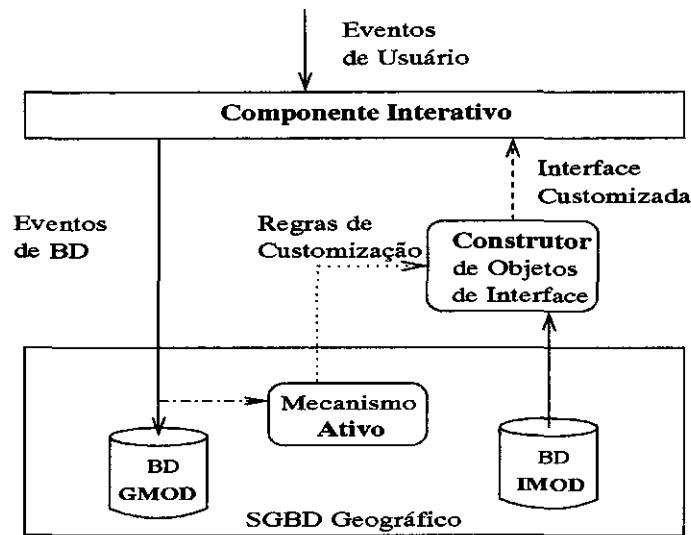 Eventos
de Usuário
Componente Interativo
Interface
Customizada
Eventos
de BD
Regras de
Customização
Construtor
de Objetos
de Interface
Mecanismo
Ativo
BD
GMOD
BD
IMOD
SGBD Geográfico